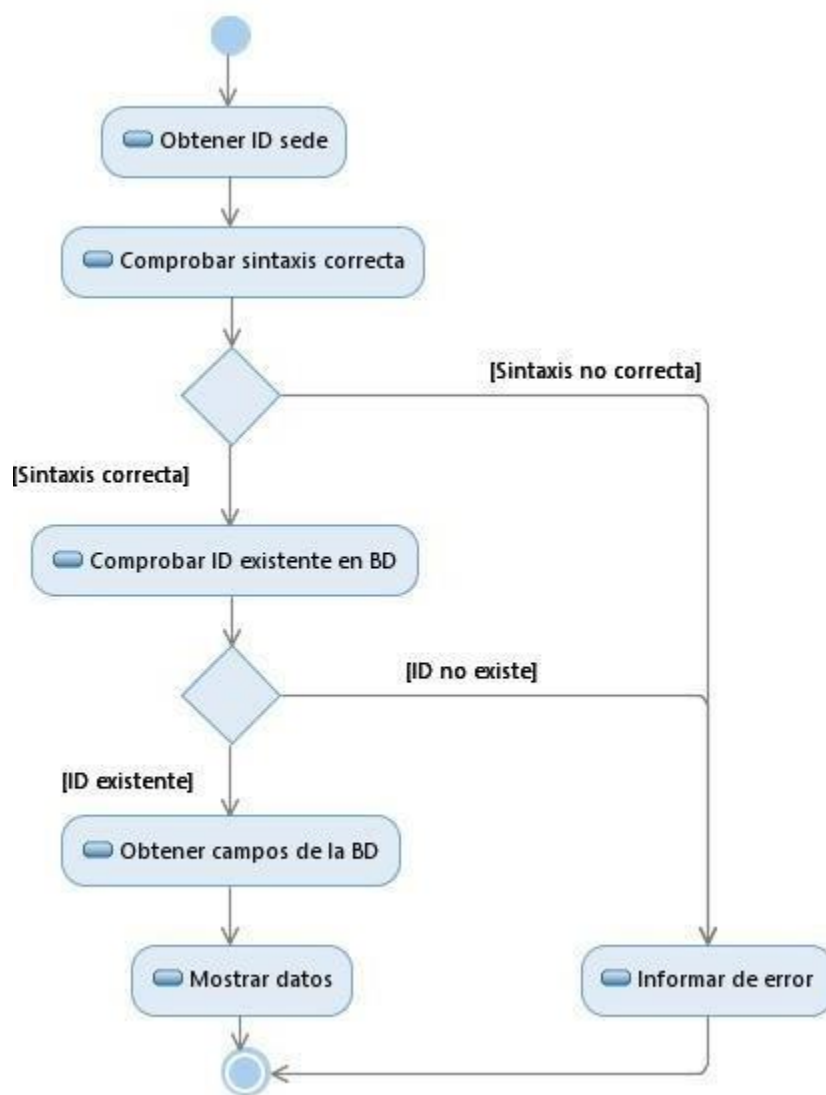 Obtener ID sede
Comprobar sintaxis correcta
[Sintaxis no correcta]
[Sintaxis correcta]
Comprobar ID existente en BD
[ID no existe]
[ID existente]
Obtener campos de la BD
Mostrar datos
Informar de error